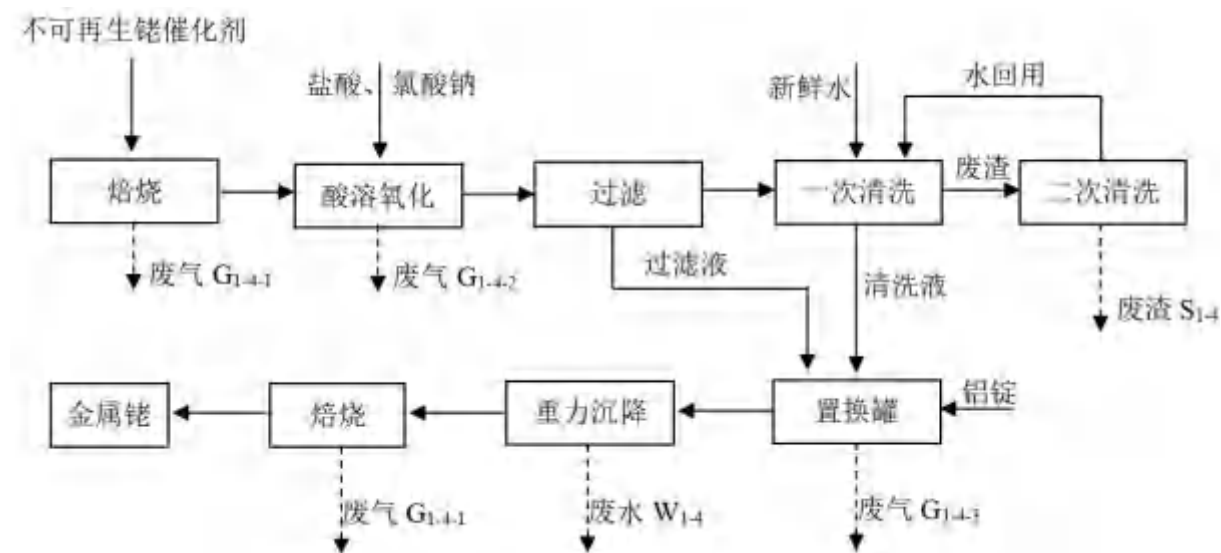 不可再生铑催化剂
盐酸、氯酸钠
新鲜水
水回用
焙烧
酸溶氧化
过滤
一次清洗
废渣
二次清洗
废气 G1-4-1
废气 G1-4-2
过滤液
清洗液
废渣 S1-4
金属铑
焙烧
重力沉降
置换罐
铝锭
废气 G1-4-1
废水 W1-4
废气 G1-4-3